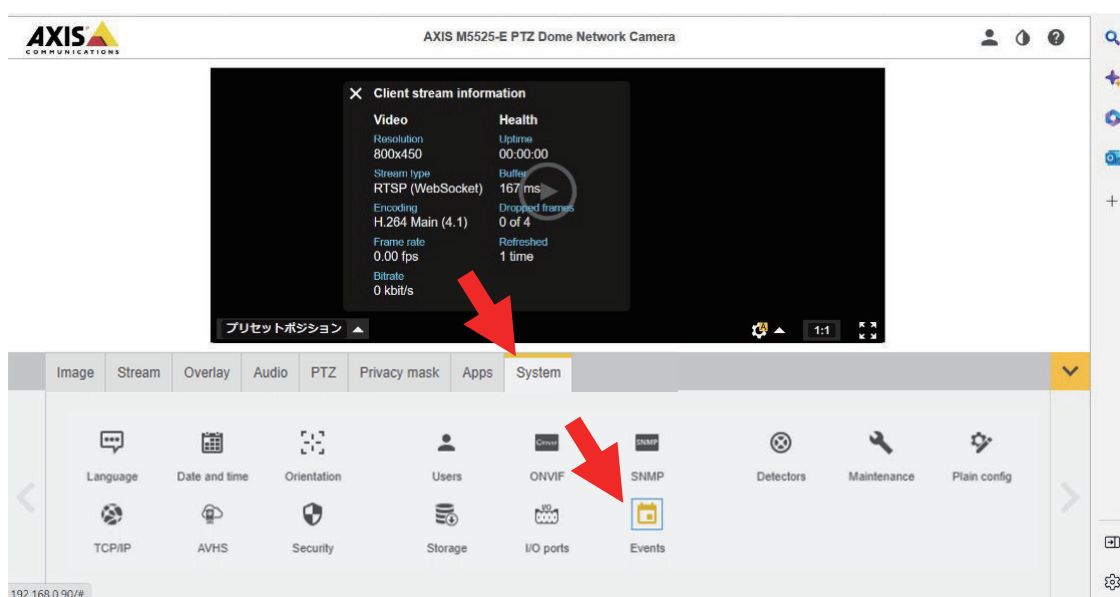 AXIS
COMMUNICATIONS
AXIS M5525-E PTZ Dome Network Camera
Client stream information
Video
Resolution
800x450
Stream type
RTSP (WebSocket)
Encoding
H.264 Main (4.1)
Frame rate
0.00 fps
Bitrate
0 kbit/s
Health
Uptime
00:00:00
Buffer
167 ms
Dropped frames
0 of 4
Refreshed
1 time
プリセットポジション
A
1:1
Image Stream Overlay Audio PTZ Privacy mask Apps System
ONVIF SNMP
Language Date and time Orientation Users ONVIF SNMP Detectors Maintenance Plain config
I/O
TCP/IP AVHS Security Storage I/O ports Events
192.168.0.90/#